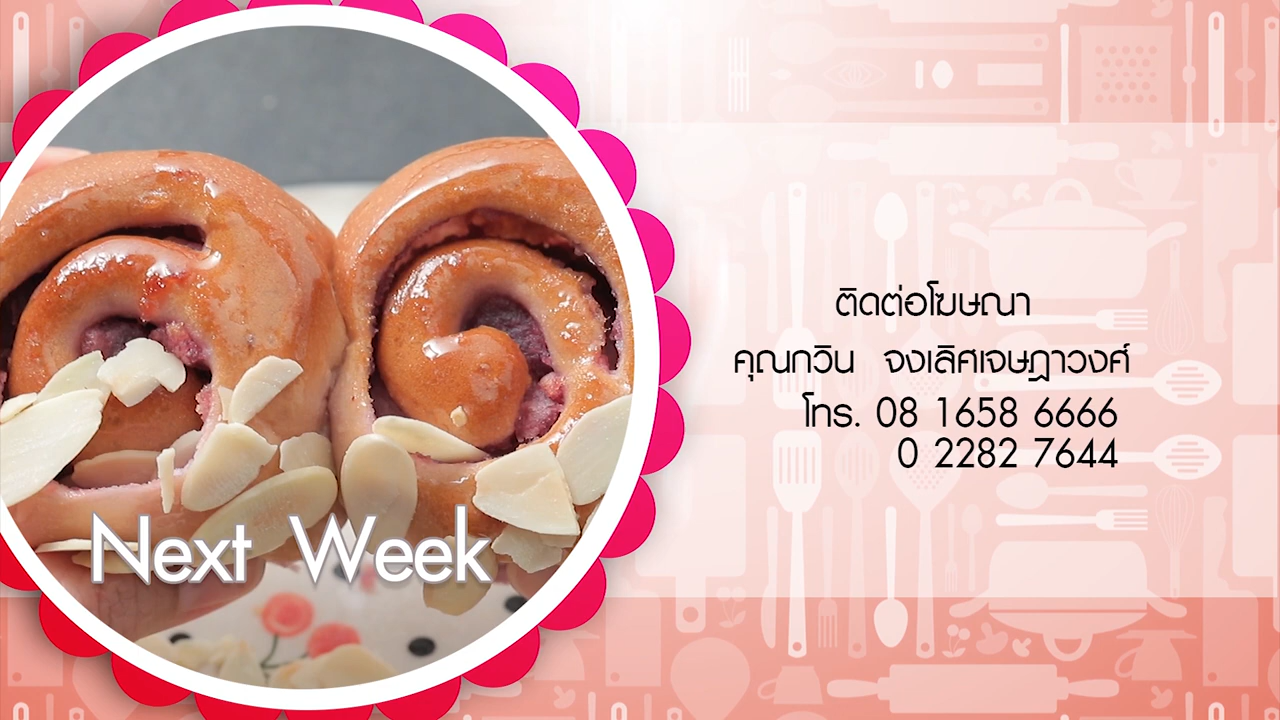 Next Week
ติดต่อโฆษณา
คุณกวิน จงเลิศเจษฎาวงศ์
โทร. 08 1658 6666
0 2282 7644